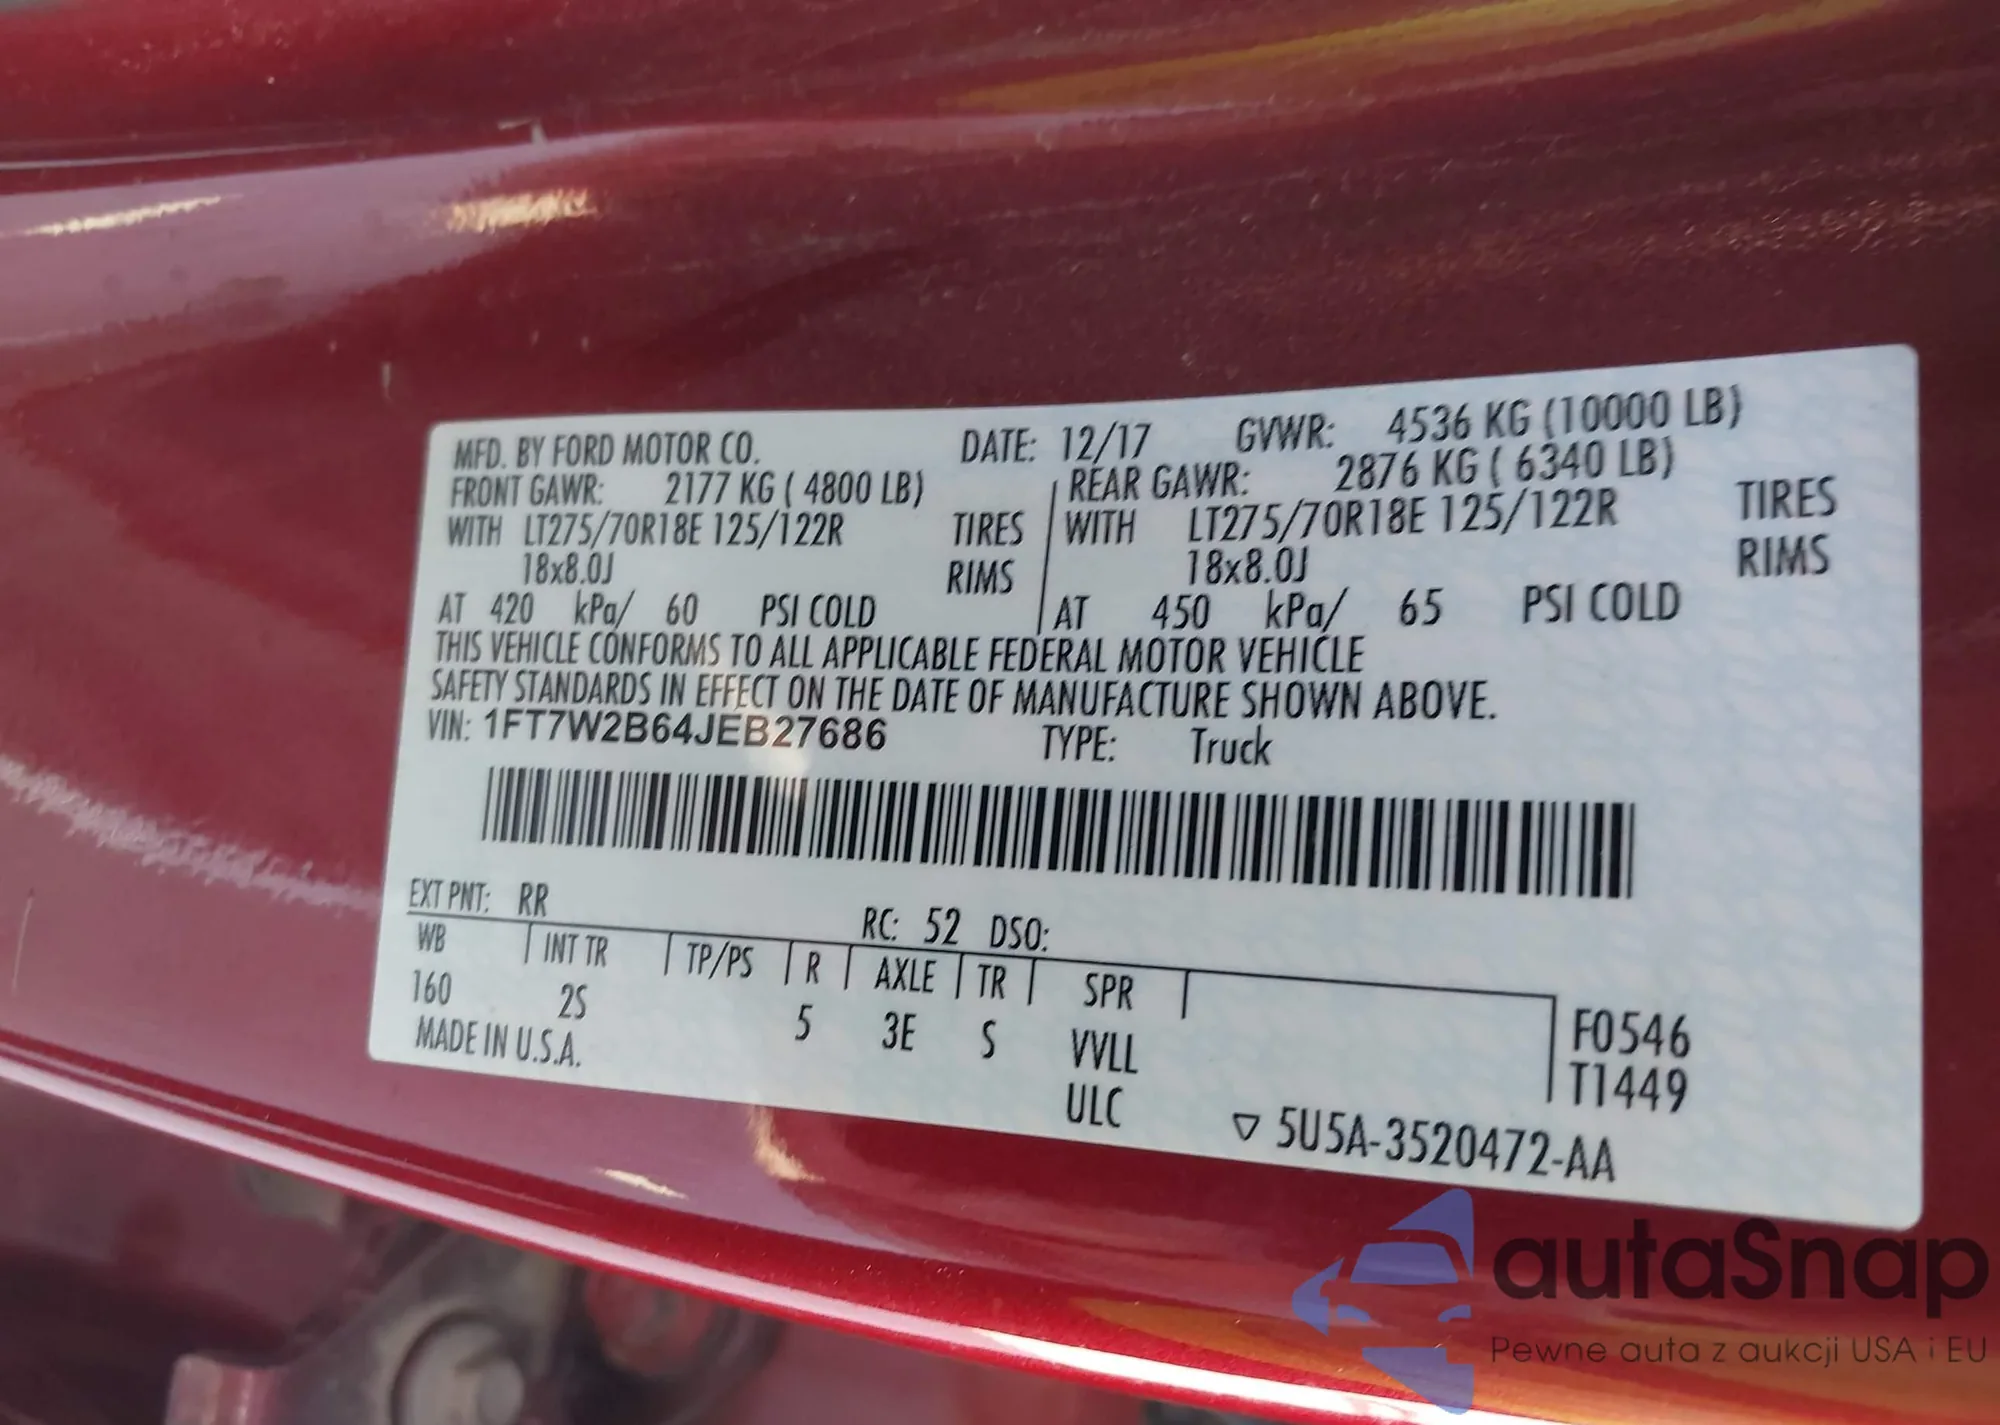 MFD. BY FORD MOTOR CO. DATE: 12/17 GVWR: 4536 KG (10000 LB)
FRONT GAWR: 2177 KG ( 4800 LB) REAR GAWR: 2876 KG ( 6340 LB)
WITH LT275/70R18E 125/122R TIRES WITH LT275/70R18E 125/122R TIRES
18x8.0J RIMS 18x8.0J RIMS
AT 420 kPa/ 60 PSI COLD AT 450 kPa/ 65 PSI COLD
THIS VEHICLE CONFORMS TO ALL APPLICABLE FEDERAL MOTOR VEHICLE
SAFETY STANDARDS IN EFFECT ON THE DATE OF MANUFACTURE SHOWN ABOVE.
VIN: 1FT7W2B64JEB27686 TYPE: Truck
EXT PNT: RR RC: 52 DSO:
WB INT TR TP/PS R AXLE TR SPR
160 2S 5 3E S VVLL F0546
MADE IN U.S.A. ULC T1449
▽ 5U5A-3520472-AA
autaSnap
Pewne auta z aukcji USA i EU